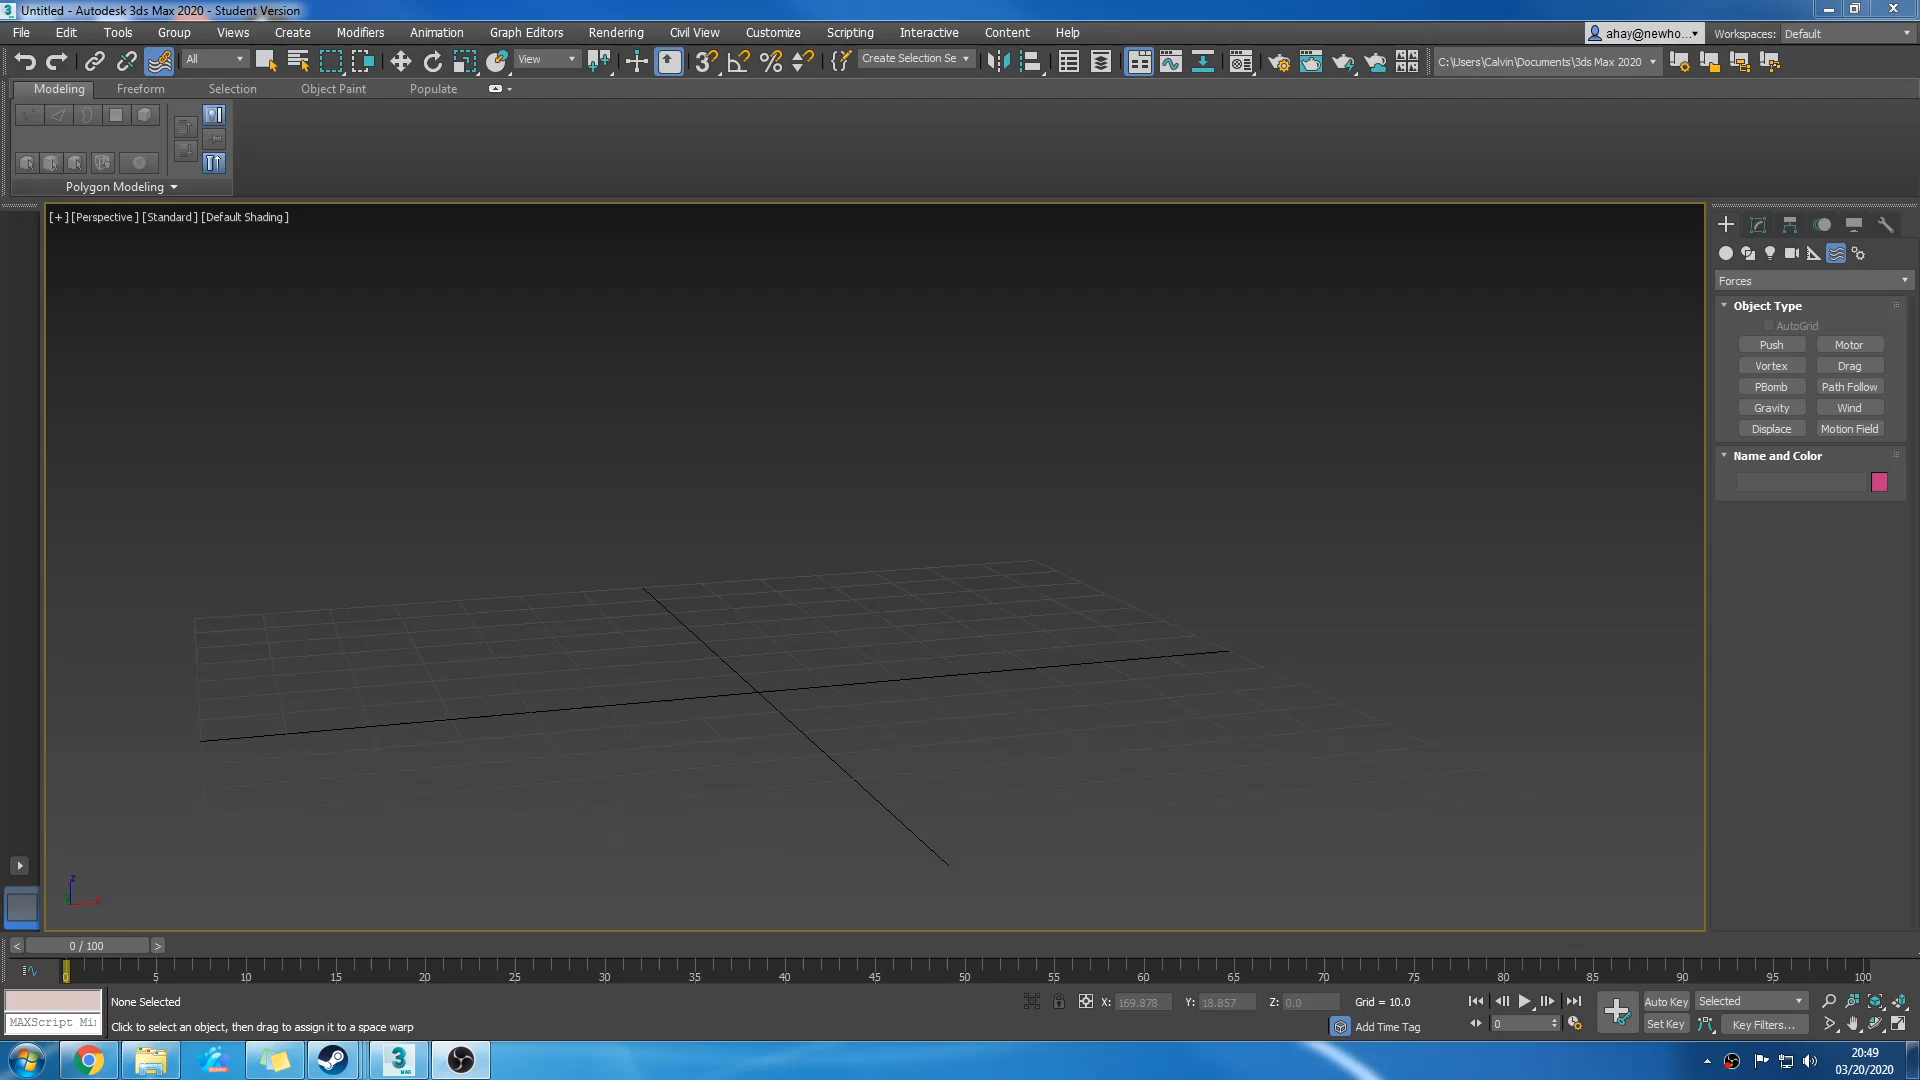 Untitled - Autodesk 3ds Max 2020 - Student Version
File Edit Tools Group Views Create Modifiers Animation Graph Editors Rendering Civil View Customize Scripting Interactive Content Help
ahay@newho... Workspaces: Default
All View Create Selection Se C:\Users\Calvin\Documents\3ds Max 2020
Modeling Freeform Selection Object Paint Populate
Polygon Modeling
[+] [Perspective] [Standard] [Default Shading]
Forces
Object Type
AutoGrid
Push Motor
Vortex Drag
PBomb Path Follow
Gravity Wind
Displace Motion Field
Name and Color
z
x
< 0 / 100 >
0 5 10 15 20 25 30 35 40 45 50 55 60 65 70 75 80 85 90 95 100
None Selected X: 169.878 Y: 18.857 Z: 0.0 Grid = 10.0 Auto Key Selected
MAXScript Mi Click to select an object, then drag to assign it to a space warp Add Time Tag 0 Set Key Key Filters...
3
MAX
20:49
03/20/2020